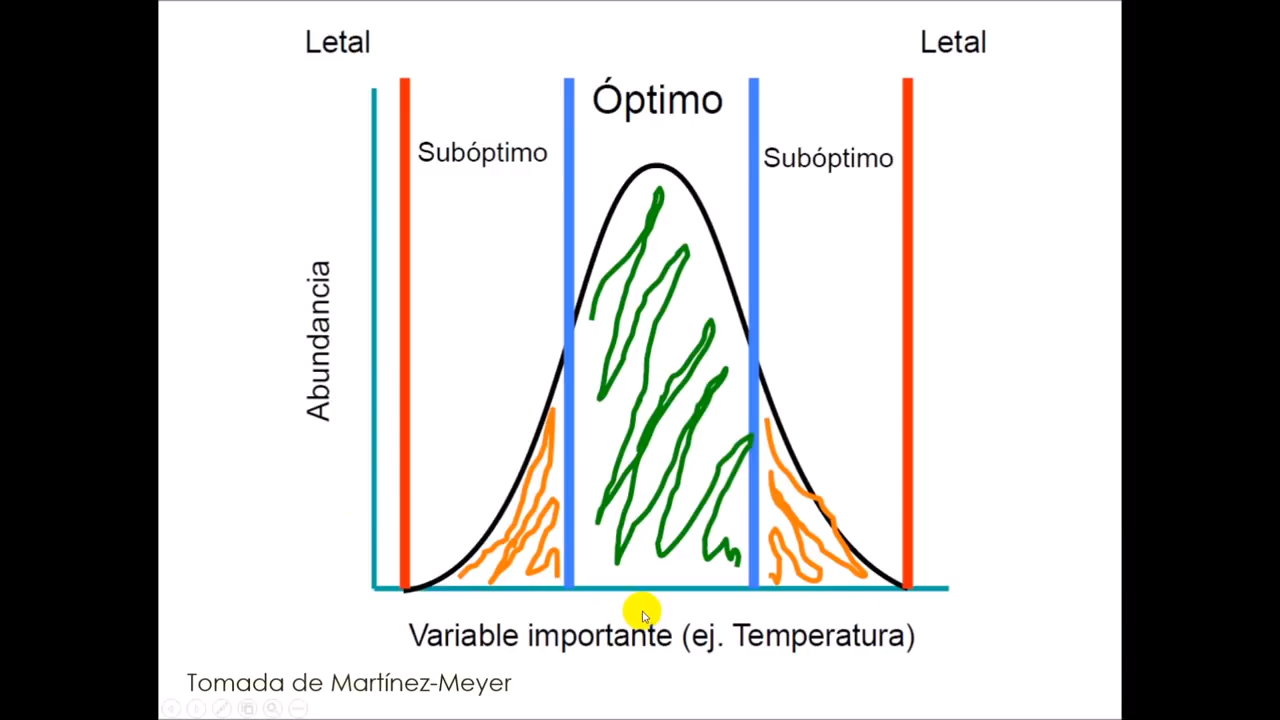 Letal
Letal
Óptimo
Subóptimo
Subóptimo
Abundancia
Variable importante (ej. Temperatura)
Tomada de Martínez-Meyer